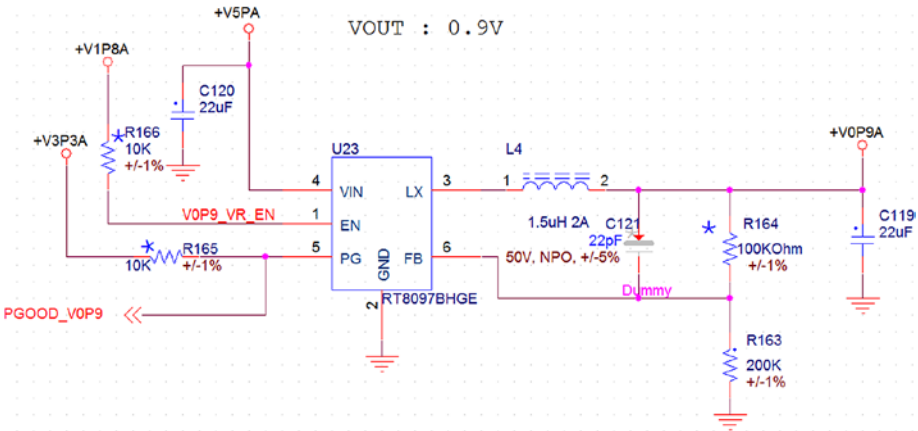 +V5PA
VOUT : 0.9V
+V1P8A
C120
22uF
+V3P3A
R166
10K
+/-1%
U23
L4
+V0P9A
4
VIN
LX
3
1
2
V0P9_VR_EN
1
EN
1.5uH 2A
C121
22pF
50V, NPO, +/-5%
R164
100KOhm
+/-1%
C119
22uF
R165
10K
+/-1%
5
PG
GND
FB
6
2
RT8097BHGE
Dummy
PGOOD_V0P9
R163
200K
+/-1%